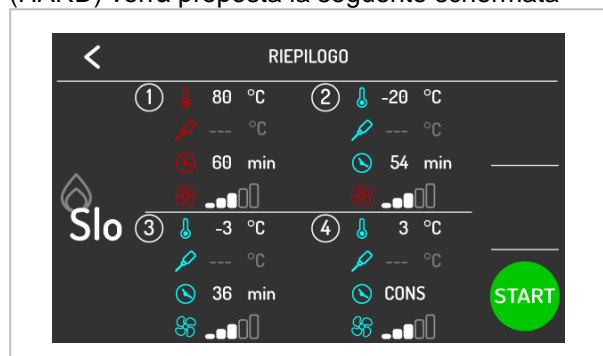 (HARD) verrà proposta la seguente schermata
RIEPILOGO
1 80 °C
--- °C
60 min
2 -20 °C
--- °C
54 min
Slo
3 -3 °C
--- °C
36 min
4 3 °C
--- °C
CONS
START